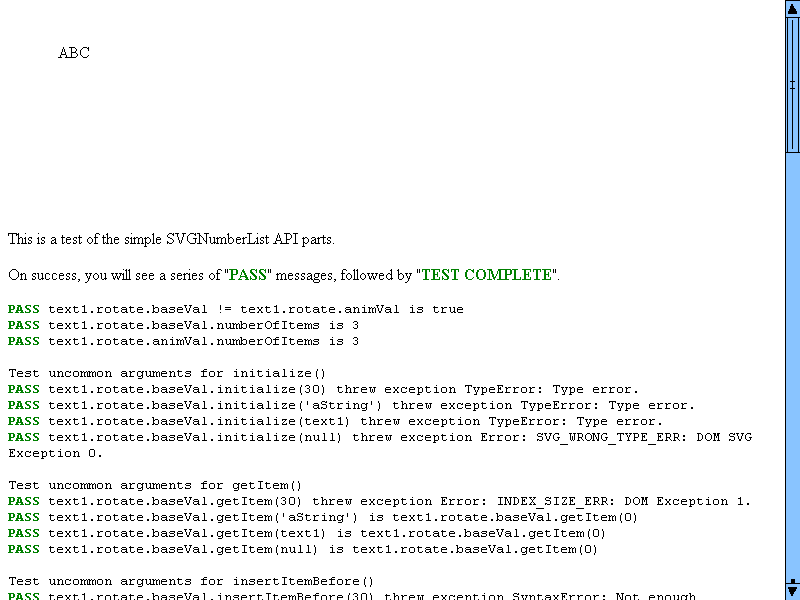 ABC
This is a test of the simple SVGNumberList API parts.
On success, you will see a series of "PASS" messages, followed by "TEST COMPLETE".
PASS text1.rotate.baseVal != text1.rotate.animVal is true
PASS text1.rotate.baseVal.numberOfItems is 3
PASS text1.rotate.animVal.numberOfItems is 3
Test uncommon arguments for initialize()
PASS text1.rotate.baseVal.initialize(30) threw exception TypeError: Type error.
PASS text1.rotate.baseVal.initialize('aString') threw exception TypeError: Type error.
PASS text1.rotate.baseVal.initialize(text1) threw exception TypeError: Type error.
PASS text1.rotate.baseVal.initialize(null) threw exception Error: SVG_WRONG_TYPE_ERR: DOM SVG
Exception 0.
Test uncommon arguments for getItem()
PASS text1.rotate.baseVal.getItem(30) threw exception Error: INDEX_SIZE_ERR: DOM Exception 1.
PASS text1.rotate.baseVal.getItem('aString') is text1.rotate.baseVal.getItem(0)
PASS text1.rotate.baseVal.getItem(text1) is text1.rotate.baseVal.getItem(0)
PASS text1.rotate.baseVal.getItem(null) is text1.rotate.baseVal.getItem(0)
Test uncommon arguments for insertItemBefore()
PASS text1.rotate.baseVal.insertItemBefore(30) threw exception SyntaxError: Not enough